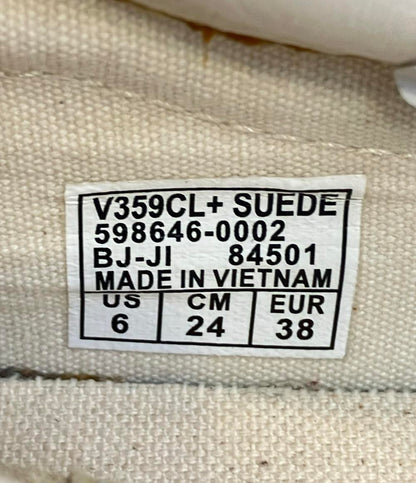 V359CL+ SUEDE
598646-0002
BJ-JI 84501
MADE IN VIETNAM
US CM EUR
6 24 38